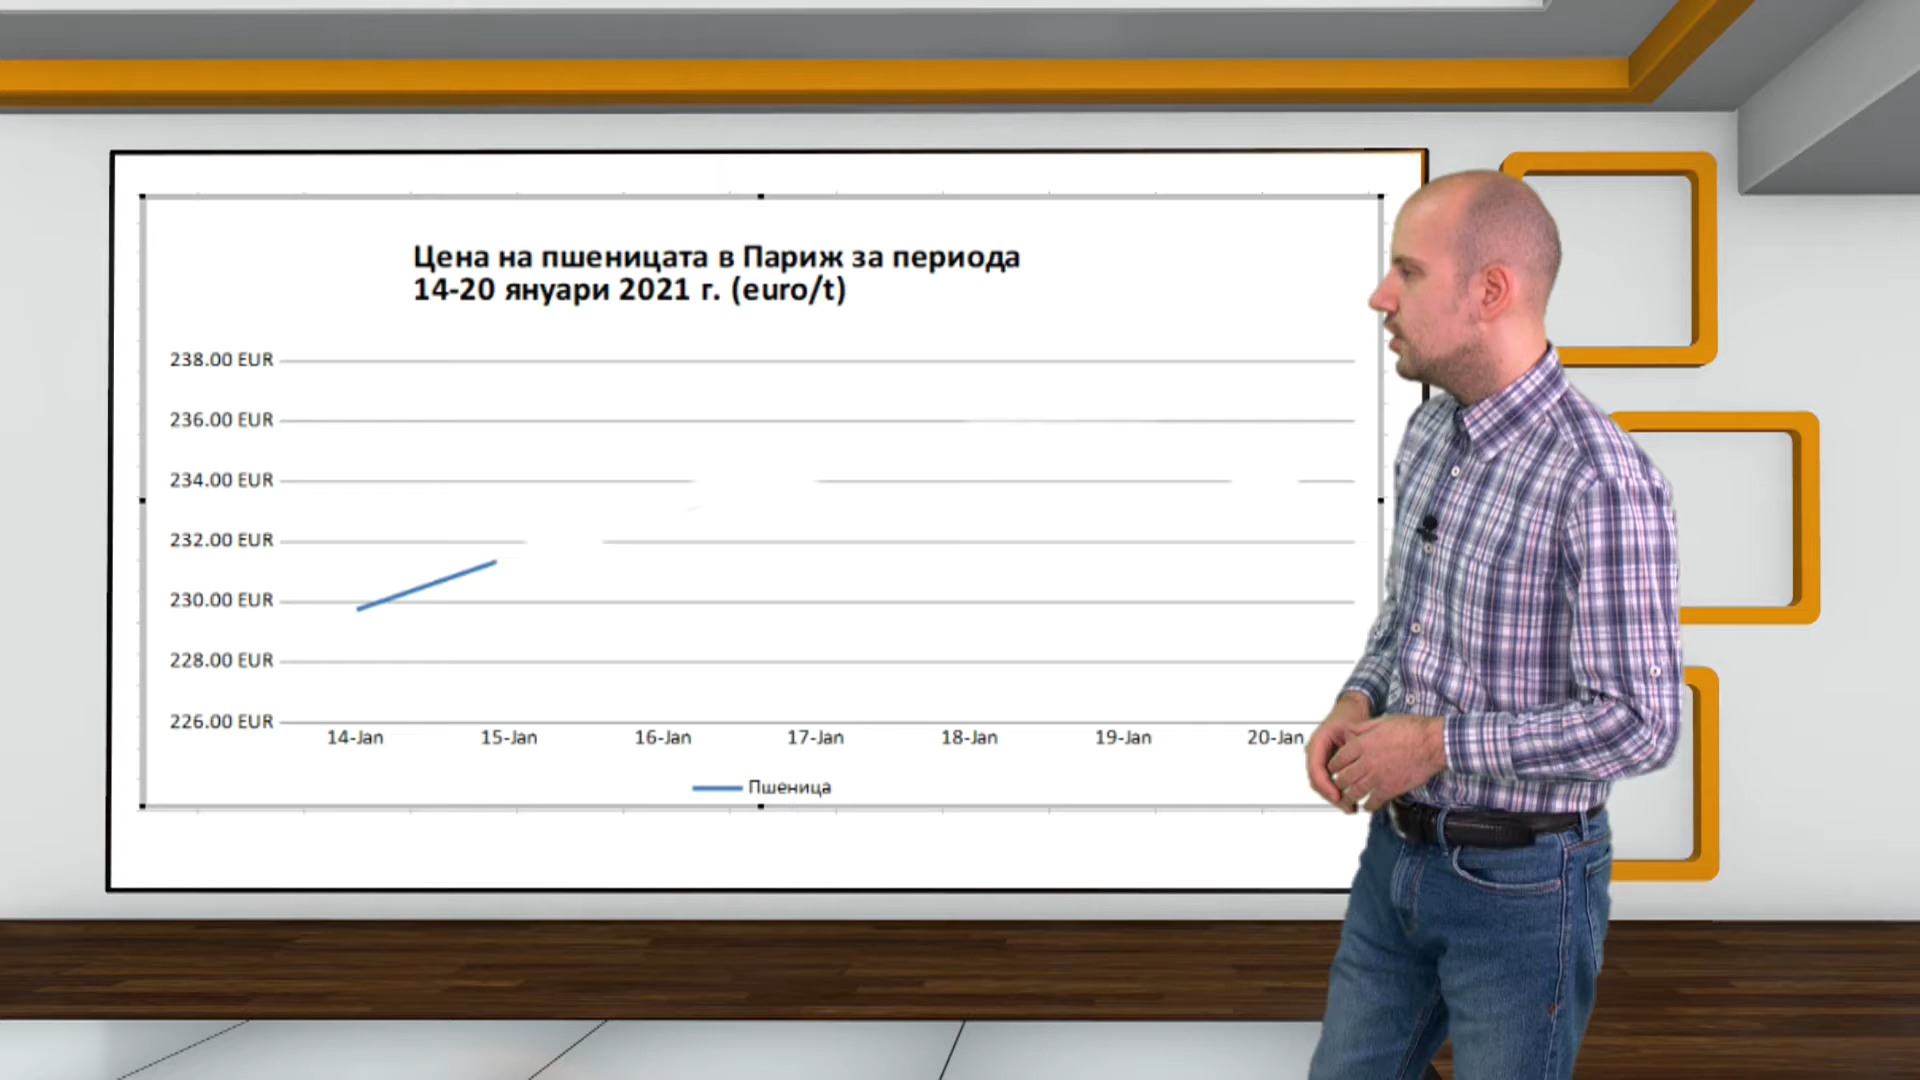 Цена на пшеницата в Париж за периода
14-20 януари 2021 г. (euro/t)
238.00 EUR
236.00 EUR
234.00 EUR
232.00 EUR
230.00 EUR
228.00 EUR
226.00 EUR
14-Jan 15-Jan 16-Jan 17-Jan 18-Jan 19-Jan 20-Jan
Пшеница